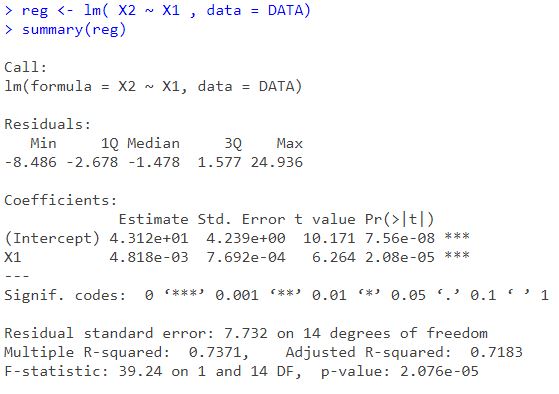 > reg <- lm( X2 ~ X1 , data = DATA)
> summary(reg)
Call:
lm(formula = X2 ~ X1, data = DATA)
Residuals:
   Min     1Q Median     3Q    Max
-8.486 -2.678 -1.478  1.577 24.936
Coefficients:
             Estimate Std. Error t value Pr(>|t|)
(Intercept) 4.312e+01  4.239e+00  10.171 7.56e-08 ***
X1          4.818e-03  7.692e-04   6.264 2.08e-05 ***
---
Signif. codes:  0 ‘***’ 0.001 ‘**’ 0.01 ‘*’ 0.05 ‘.’ 0.1 ‘ ’ 1
Residual standard error: 7.732 on 14 degrees of freedom
Multiple R-squared:  0.7371,    Adjusted R-squared:  0.7183
F-statistic: 39.24 on 1 and 14 DF,  p-value: 2.076e-05